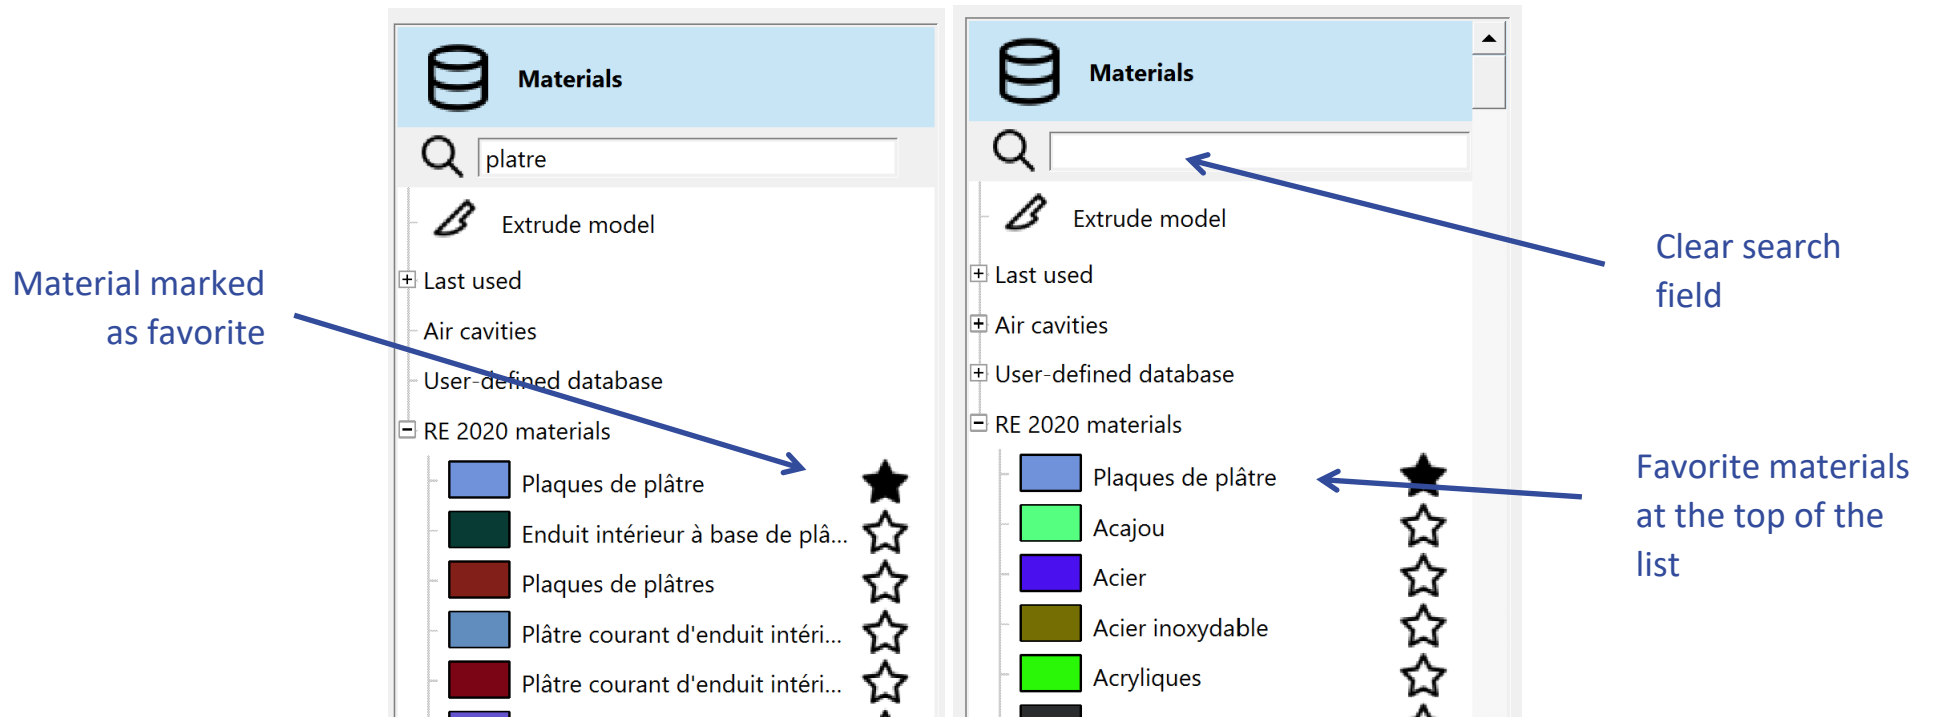 Material marked
as favorite
Materials
platre
Extrude model
Last used
Air cavities
User-defined database
RE 2020 materials
Plaques de plâtre
Enduit intérieur à base de plâ...
Plaques de plâtres
Plâtre courant d'enduit intéri...
Plâtre courant d'enduit intéri...
Materials
Extrude model
Last used
Air cavities
User-defined database
RE 2020 materials
Plaques de plâtre
Acajou
Acier
Acier inoxydable
Acryliques
Clear search
field
Favorite materials
at the top of the
list